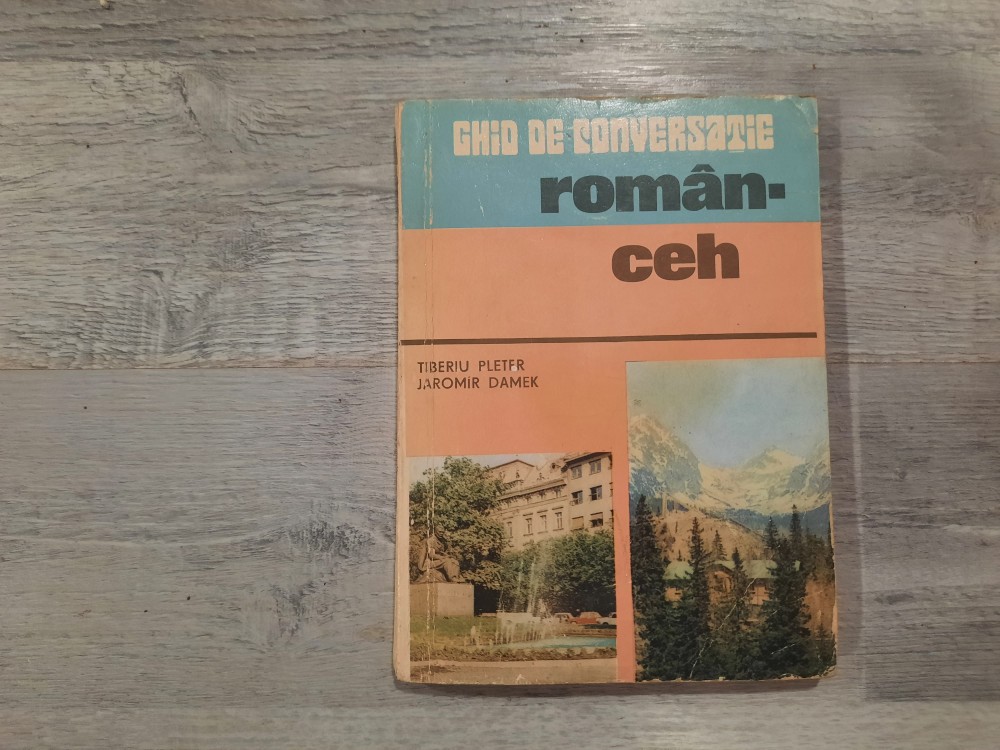 GHID DE CONVERSAȚIE
român-
ceh
TIBERIU PLETER
JAROMÍR DAMEK